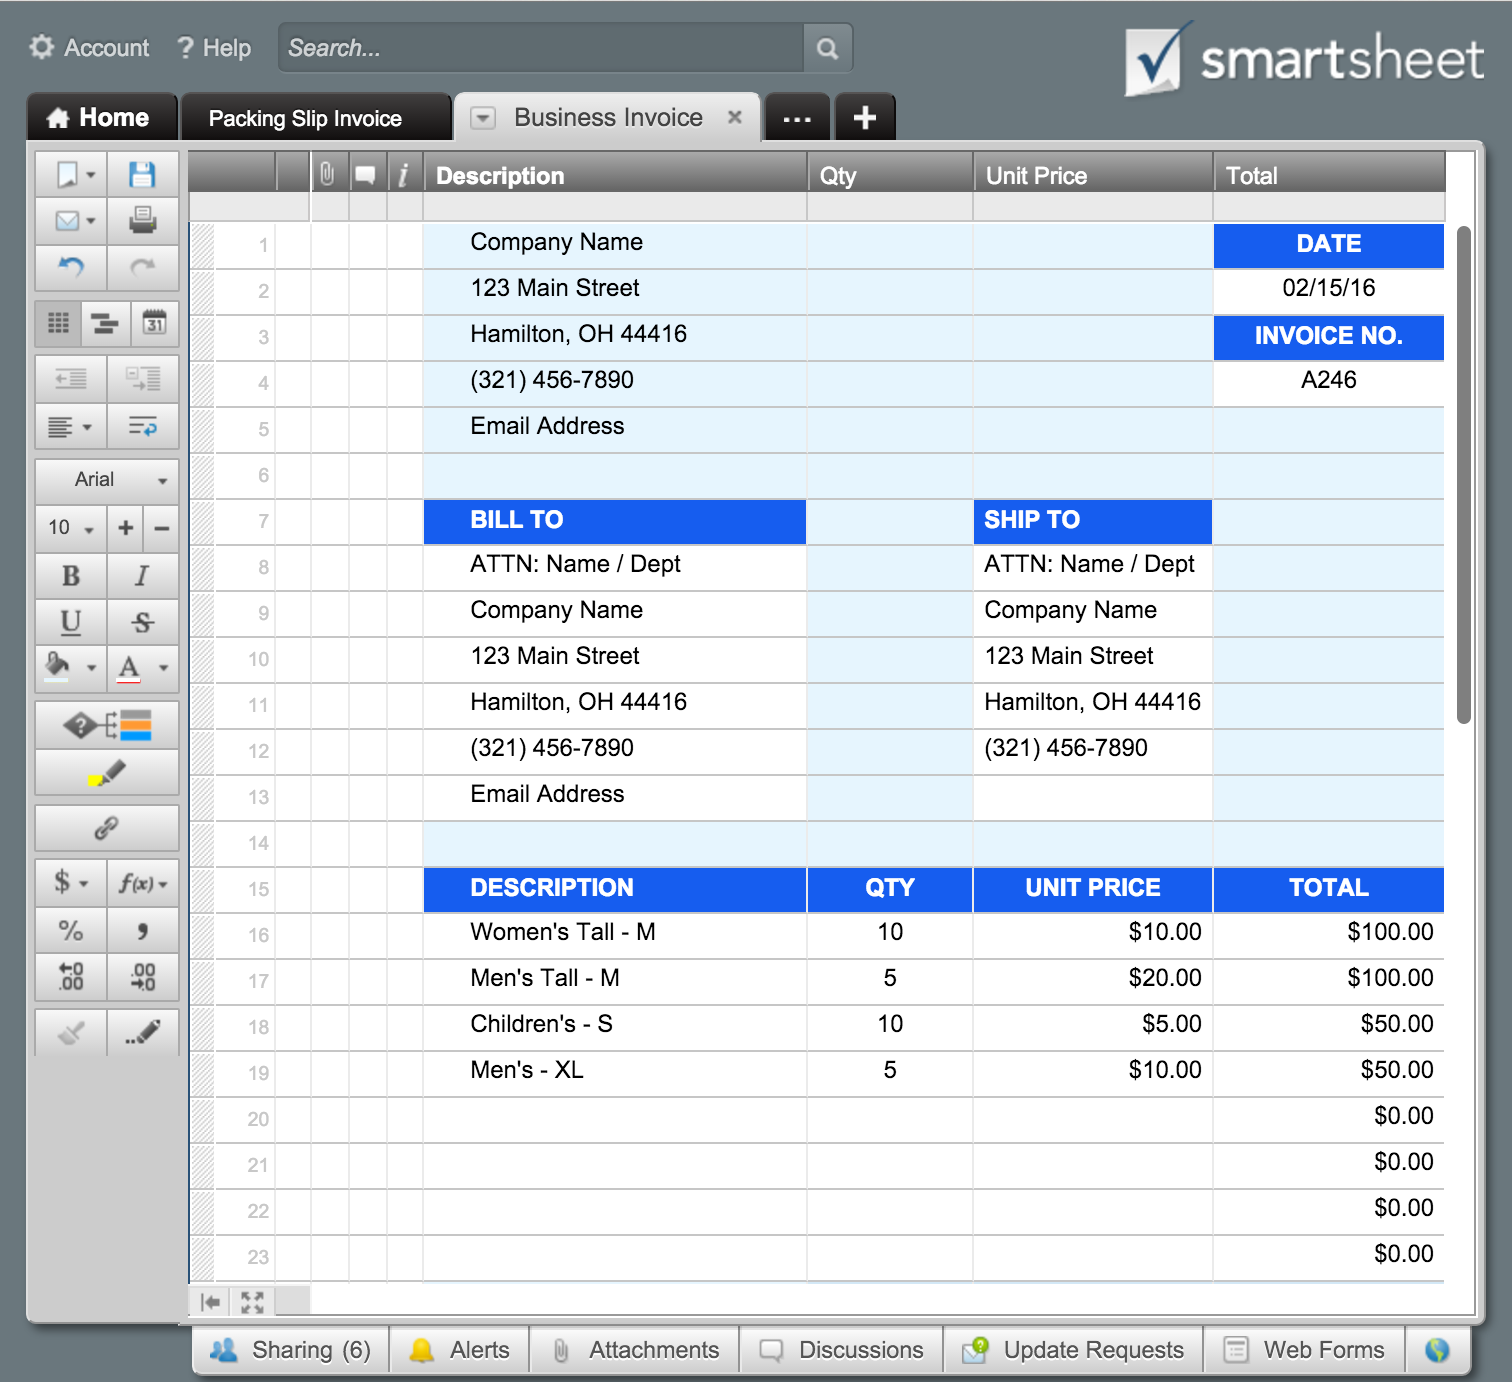 Account ? Help Search...
smartsheet
Home Packing Slip Invoice Business Invoice × ... +
i Description Qty Unit Price Total
1 Company Name DATE
2 123 Main Street 02/15/16
3 Hamilton, OH 44416 INVOICE NO.
31
4 (321) 456-7890 A246
5 Email Address
6
Arial
7 BILL TO SHIP TO
10 + −
8 ATTN: Name / Dept ATTN: Name / Dept
B I
9 Company Name Company Name
U S
10 123 Main Street 123 Main Street
A
11 Hamilton, OH 44416 Hamilton, OH 44416
?
12 (321) 456-7890 (321) 456-7890
13 Email Address
14
15 DESCRIPTION QTY UNIT PRICE TOTAL
$ f(x)
16 Women's Tall - M 10 $10.00 $100.00
% ,
17 Men's Tall - M 5 $20.00 $100.00
.0 .00
.00 .0
18 Children's - S 10 $5.00 $50.00
19 Men's - XL 5 $10.00 $50.00
20 $0.00
21 $0.00
22 $0.00
23 $0.00
Sharing (6) Alerts Attachments Discussions Update Requests Web Forms